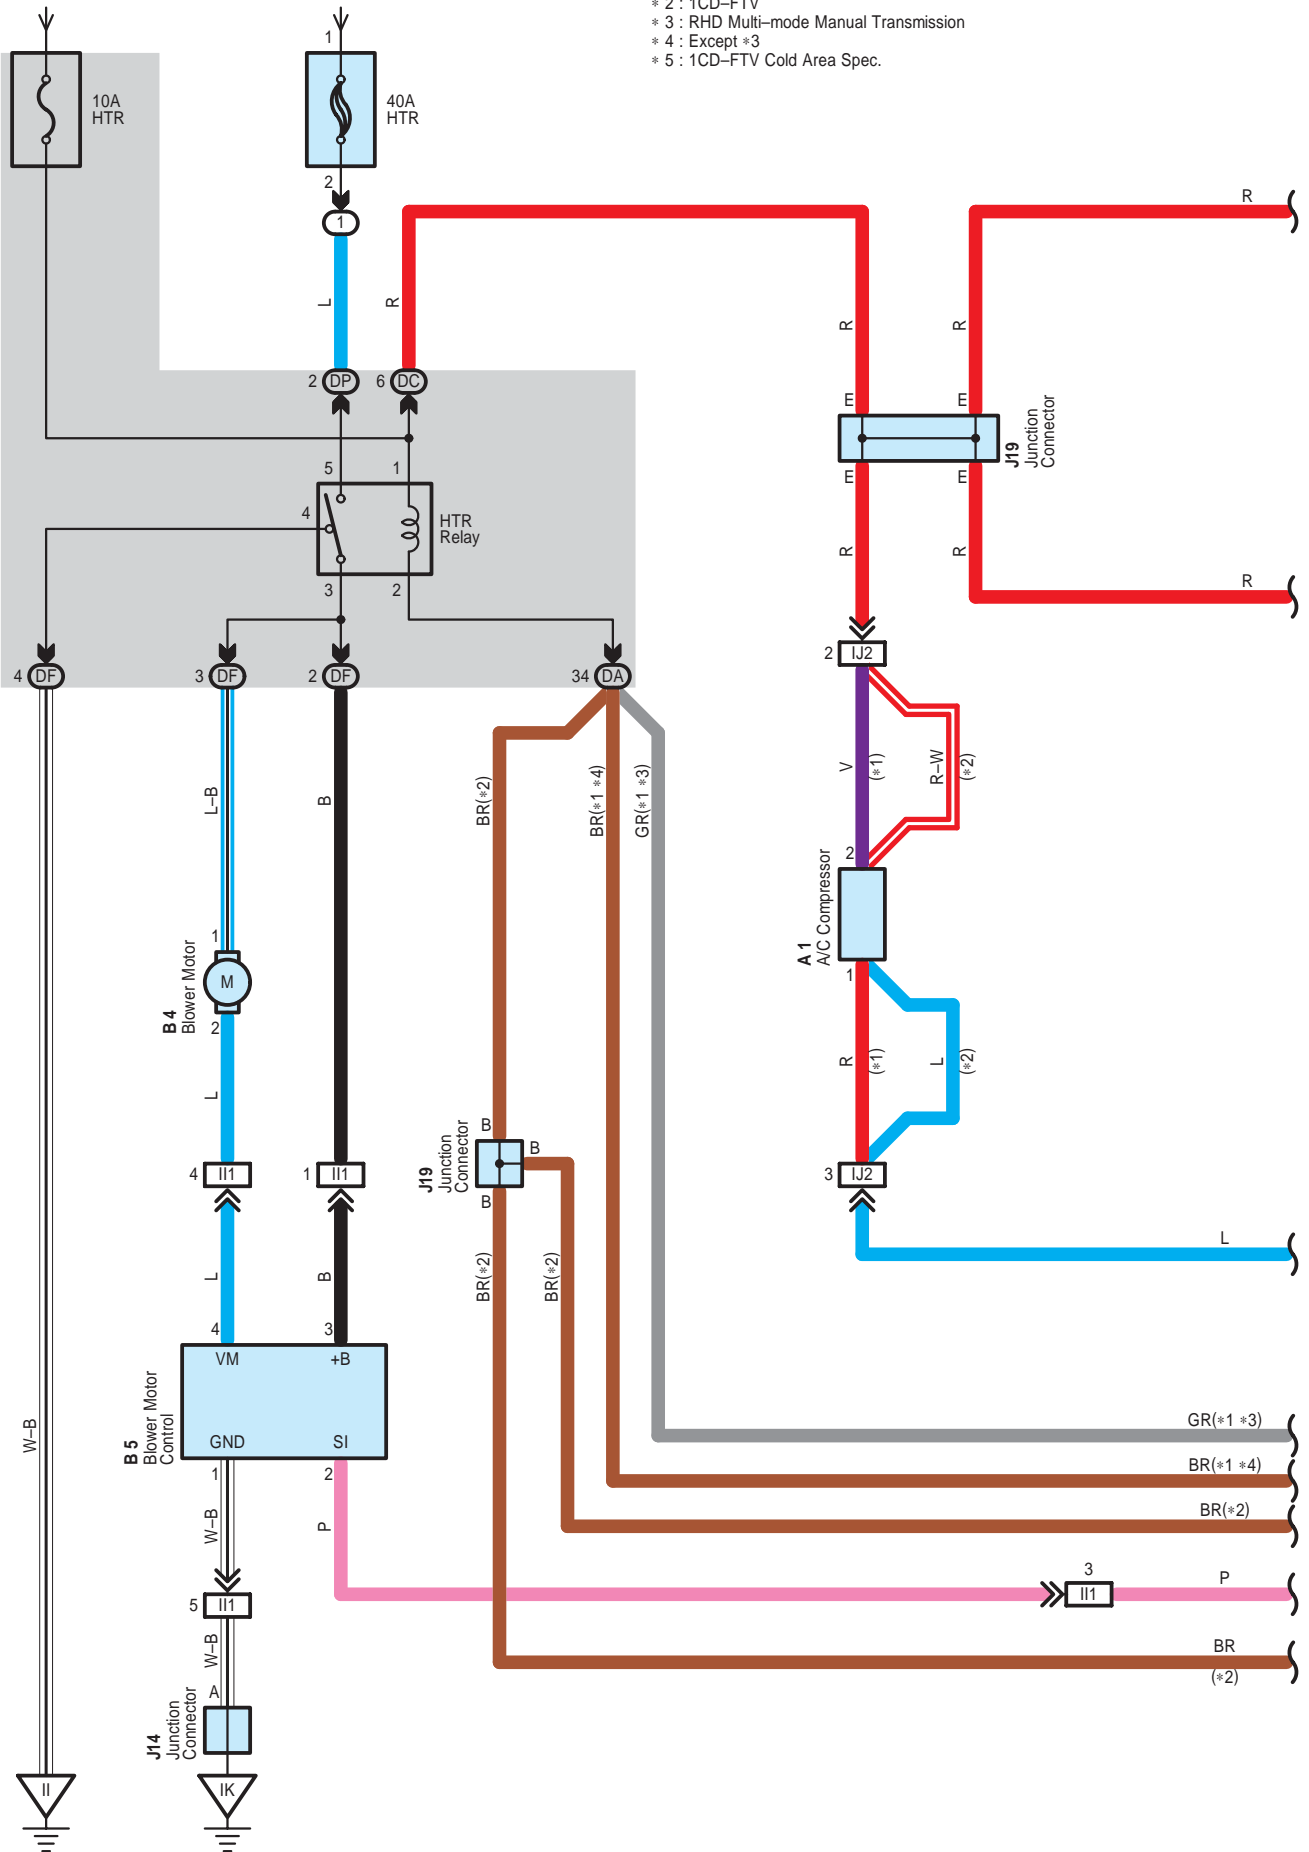 * 2 : 1CD–FTV
* 3 : RHD Multi–mode Manual Transmission
* 4 : Except *3
* 5 : 1CD–FTV Cold Area Spec.
10A
HTR
1
40A
HTR
2
1
R
L
R
R
R
2 DP
6 DC
E
E
J19
Junction
Connector
5
1
E
E
4
HTR
Relay
R
R
3
2
R
4 DF
3 DF
2 DF
34 DA
2 IJ2
L–B
B
BR(*2)
BR(*1 *4)
GR(*1 *3)
V
(*1)
R–W
(*2)
2
A 1
A/C Compressor
1
1
M
B 4
Blower Motor
2
R
(*1)
L
(*2)
L
B
B
J19
Junction
Connector
B
4 II1
1 II1
3 IJ2
L
L
B
BR(*2)
BR(*2)
4
3
VM
+B
B 5
Blower Motor
Control
GND
SI
W–B
1
2
GR(*1 *3)
BR(*1 *4)
BR(*2)
W–B
P
3
II1
P
5 II1
W–B
BR
(*2)
A
J14
Junction
Connector
II
IK